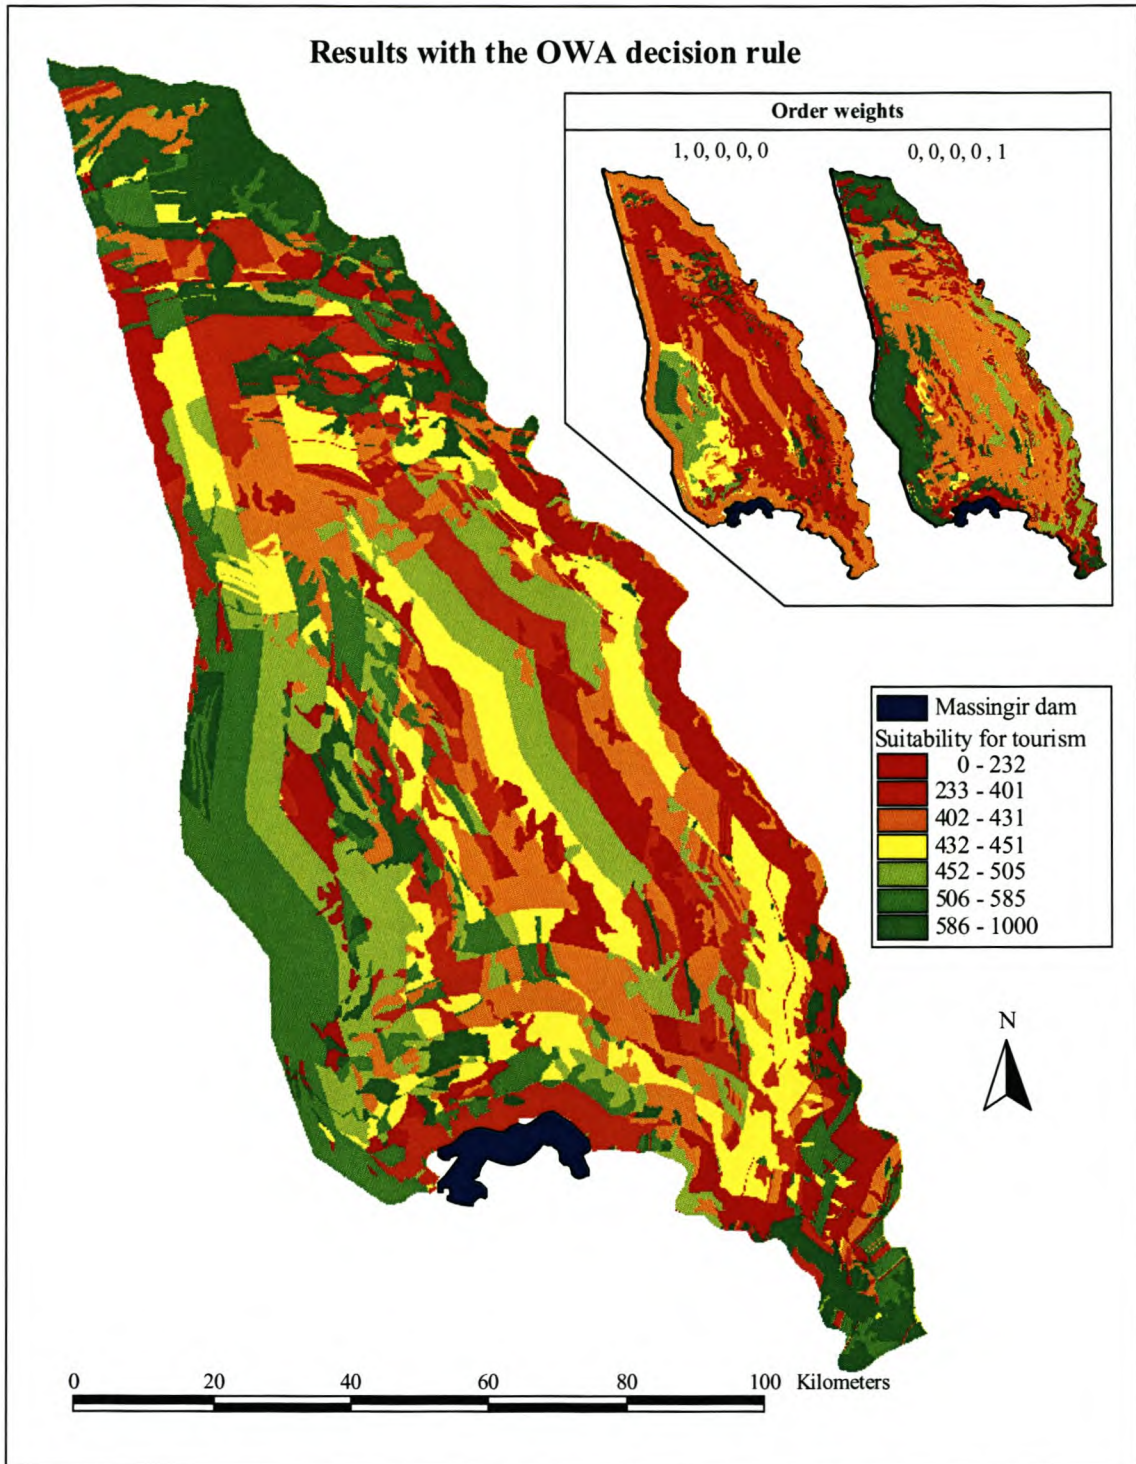 Results with the OWA decision rule
Order weights
1, 0, 0, 0, 0
0, 0, 0, 0, 1
Massingir dam
Suitability for tourism
0 - 232
233 - 401
402 - 431
432 - 451
452 - 505
506 - 585
586 - 1000
N
0 20 40 60 80 100 Kilometers